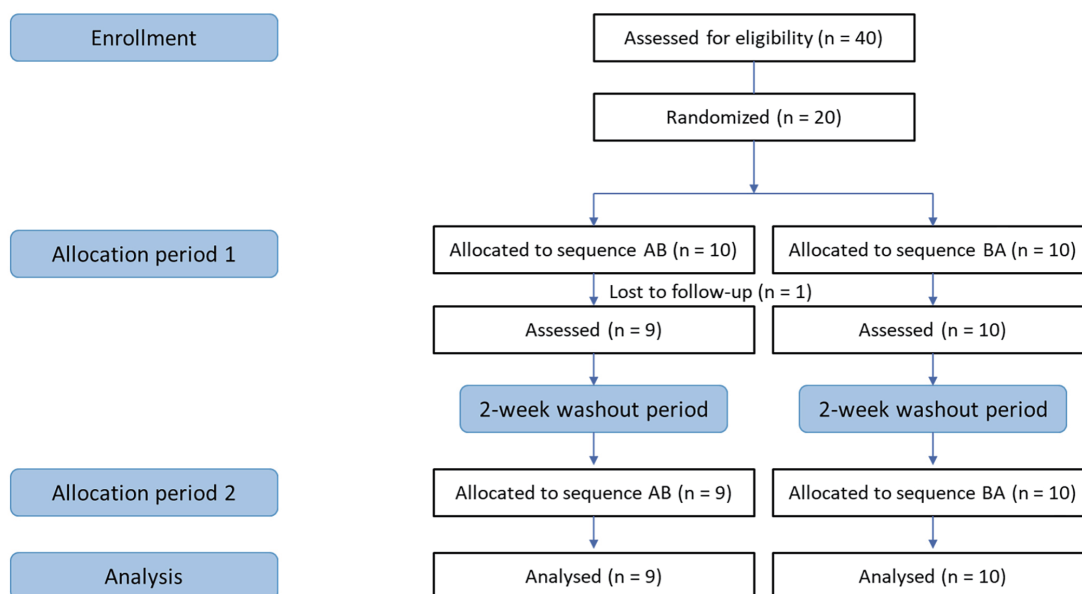 Enrollment
Assessed for eligibility (n = 40)
Randomized (n = 20)
Allocation period 1
Allocated to sequence AB (n = 10)
Allocated to sequence BA (n = 10)
Lost to follow-up (n = 1)
Assessed (n = 9)
Assessed (n = 10)
2-week washout period
2-week washout period
Allocation period 2
Allocated to sequence AB (n = 9)
Allocated to sequence BA (n = 10)
Analysis
Analysed (n = 9)
Analysed (n = 10)